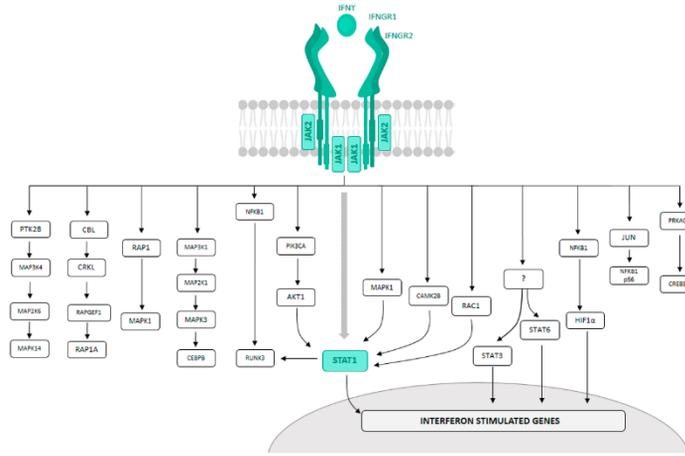 IFNY
IFNGR1
IFNGR2
JAK2
JAK1
JAK1
JAK2
PTK2B
CBL
RAP1
MAP3K1
NFKB1
PIK3CA
MAPK1
CAMK2B
RAC1
?
NFKB1
JUN
MAP3K4
CRKL
MAP2K1
AKT1
NFKB1
p56
MAP2K6
RAPGEF1
MAPK1
MAPK3
STAT6
HIF1α
MAPK14
RAP1A
CEBPB
RUNX3
STAT1
STAT3
INTERFERON STIMULATED GENES